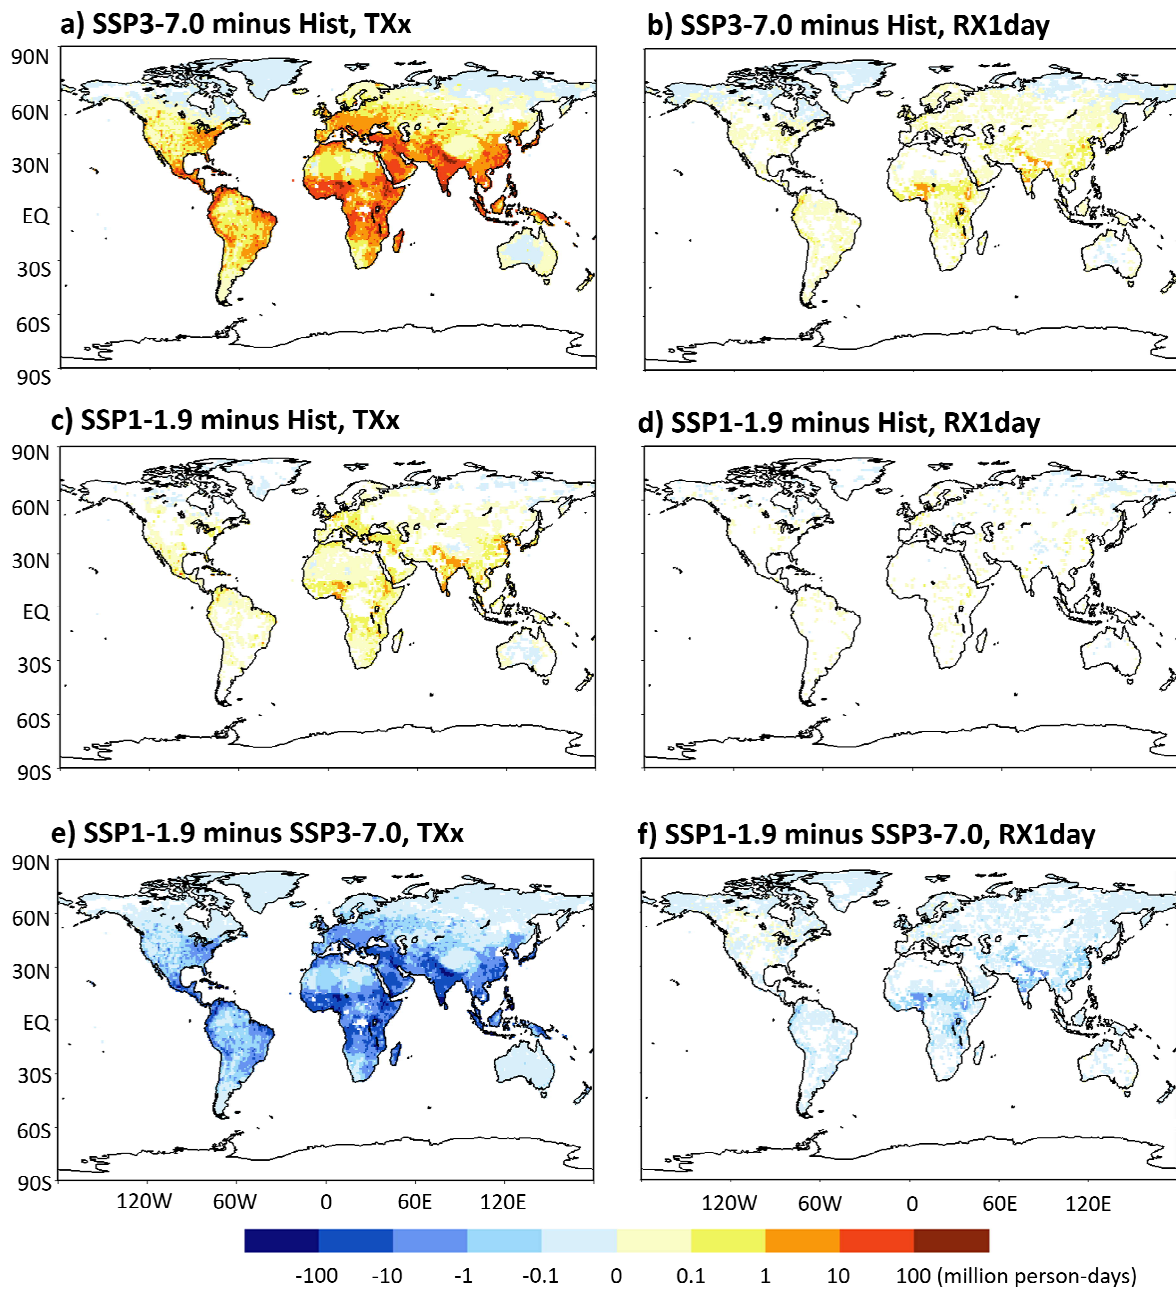 a) SSP3-7.0 minus Hist, TXx
b) SSP3-7.0 minus Hist, RX1day
90N
60N
30N
EQ
30S
60S
90S
c) SSP1-1.9 minus Hist, TXx
d) SSP1-1.9 minus Hist, RX1day
90N
60N
30N
EQ
30S
60S
90S
e) SSP1-1.9 minus SSP3-7.0, TXx
f) SSP1-1.9 minus SSP3-7.0, RX1day
90N
60N
30N
EQ
30S
60S
90S
120W 60W 0 60E 120E 120W 60W 0 60E 120E
-100 -10 -1 -0.1 0 0.1 1 10 100 (million person-days)